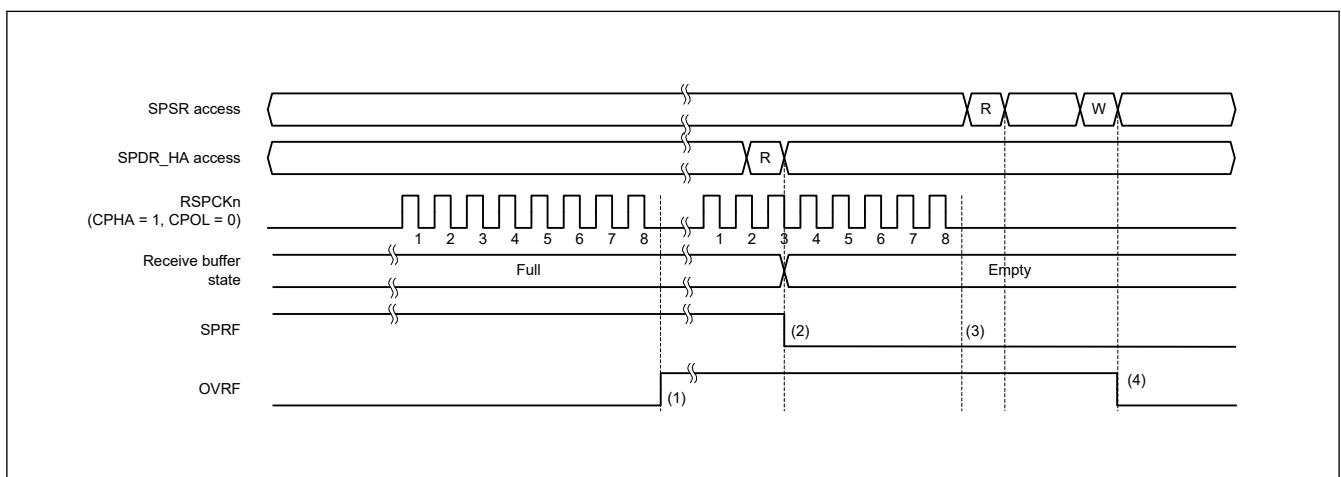 SPSR access
R
W
SPDR_HA access
R
RSPCKn
(CPHA = 1, CPOL = 0)
1 2 3 4 5 6 7 8 1 2 3 4 5 6 7 8
Receive buffer
state
Full
Empty
SPRF
(2)
(3)
OVRF
(1)
(4)